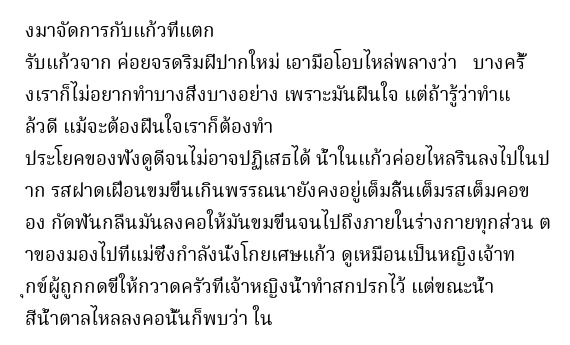 งมาจัดการกับแก้วที่แตก
รับแก้วจาก ค่อยจรดริมฝีปากใหม่ เอามือโอบไหล่พลางว่า บางครั้
งเราก็ไม่อยากทำบางสิ่งบางอย่าง เพราะมันฝืนใจ แต่ถ้ารู้ว่าทำแ
ล้วดี แม้จะต้องฝืนใจเราก็ต้องทำ
ประโยคของฟังดูดีจนไม่อาจปฏิเสธได้ น้ำในแก้วค่อยไหลรินลงไปในป
าก รสฝาดเฝื่อนขมขื่นเกินพรรณนายังคงอยู่เต็มลิ้นเต็มรสเต็มคอข
อง กัดฟันกลืนมันลงคอให้มันขมขื่นจนไปถึงภายในร่างกายทุกส่วน ต
าของมองไปที่แม่ซึ่งกำลังนั่งโกยเศษแก้ว ดูเหมือนเป็นหญิงเจ้าท
ุกข์ผู้ถูกกดขี่ให้กวาดครัวที่เจ้าหญิงน้ำทำสกปรกไว้ แต่ขณะน้ำ
สีน้ำตาลไหลลงคอนั้นก็พบว่า ใน